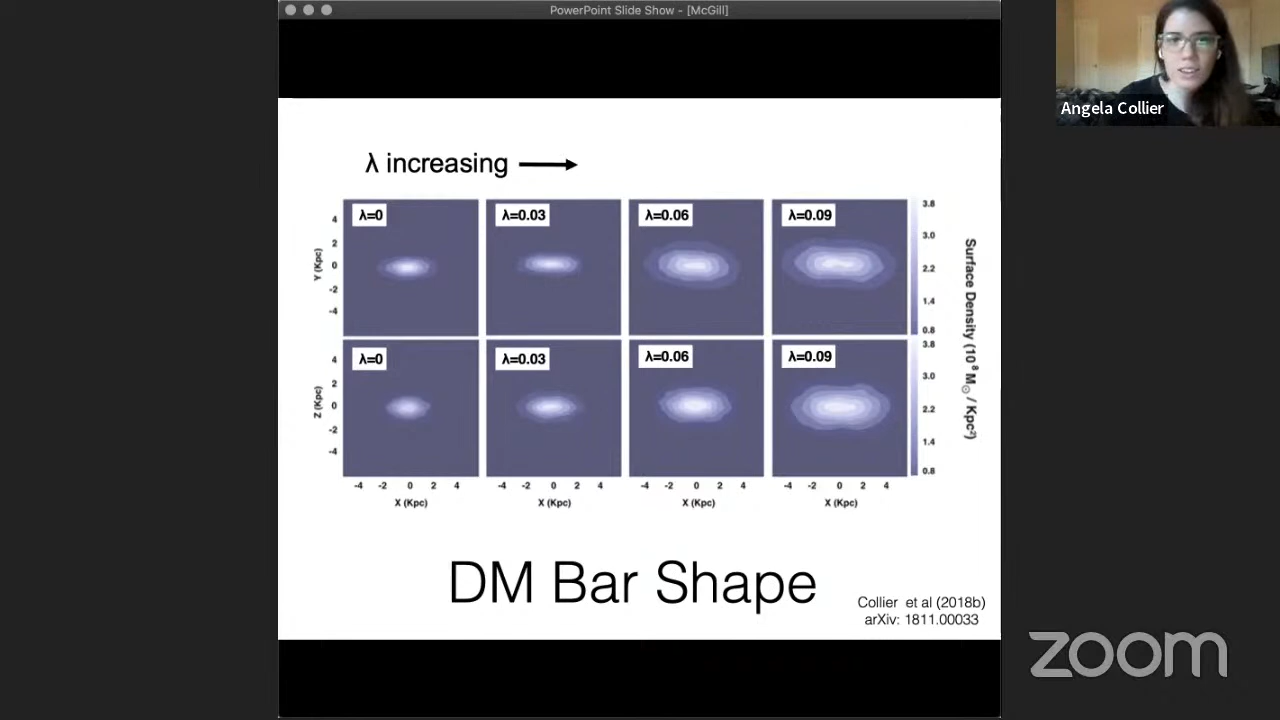 PowerPoint Slide Show - [McGill]
Angela Collier
λ increasing
λ=0
λ=0.03
λ=0.06
λ=0.09
4
2
0
-2
-4
Y (Kpc)
3.8
3.0
2.2
1.4
0.8
λ=0
λ=0.03
λ=0.06
λ=0.09
4
2
0
-2
-4
Z (Kpc)
3.8
3.0
2.2
1.4
0.8
Surface Density (10⁸ M☉ / Kpc²)
-4 -2 0 2 4
-4 -2 0 2 4
-4 -2 0 2 4
-4 -2 0 2 4
X (Kpc)
X (Kpc)
X (Kpc)
X (Kpc)
DM Bar Shape
Collier et al (2018b)
arXiv: 1811.00033
zoom